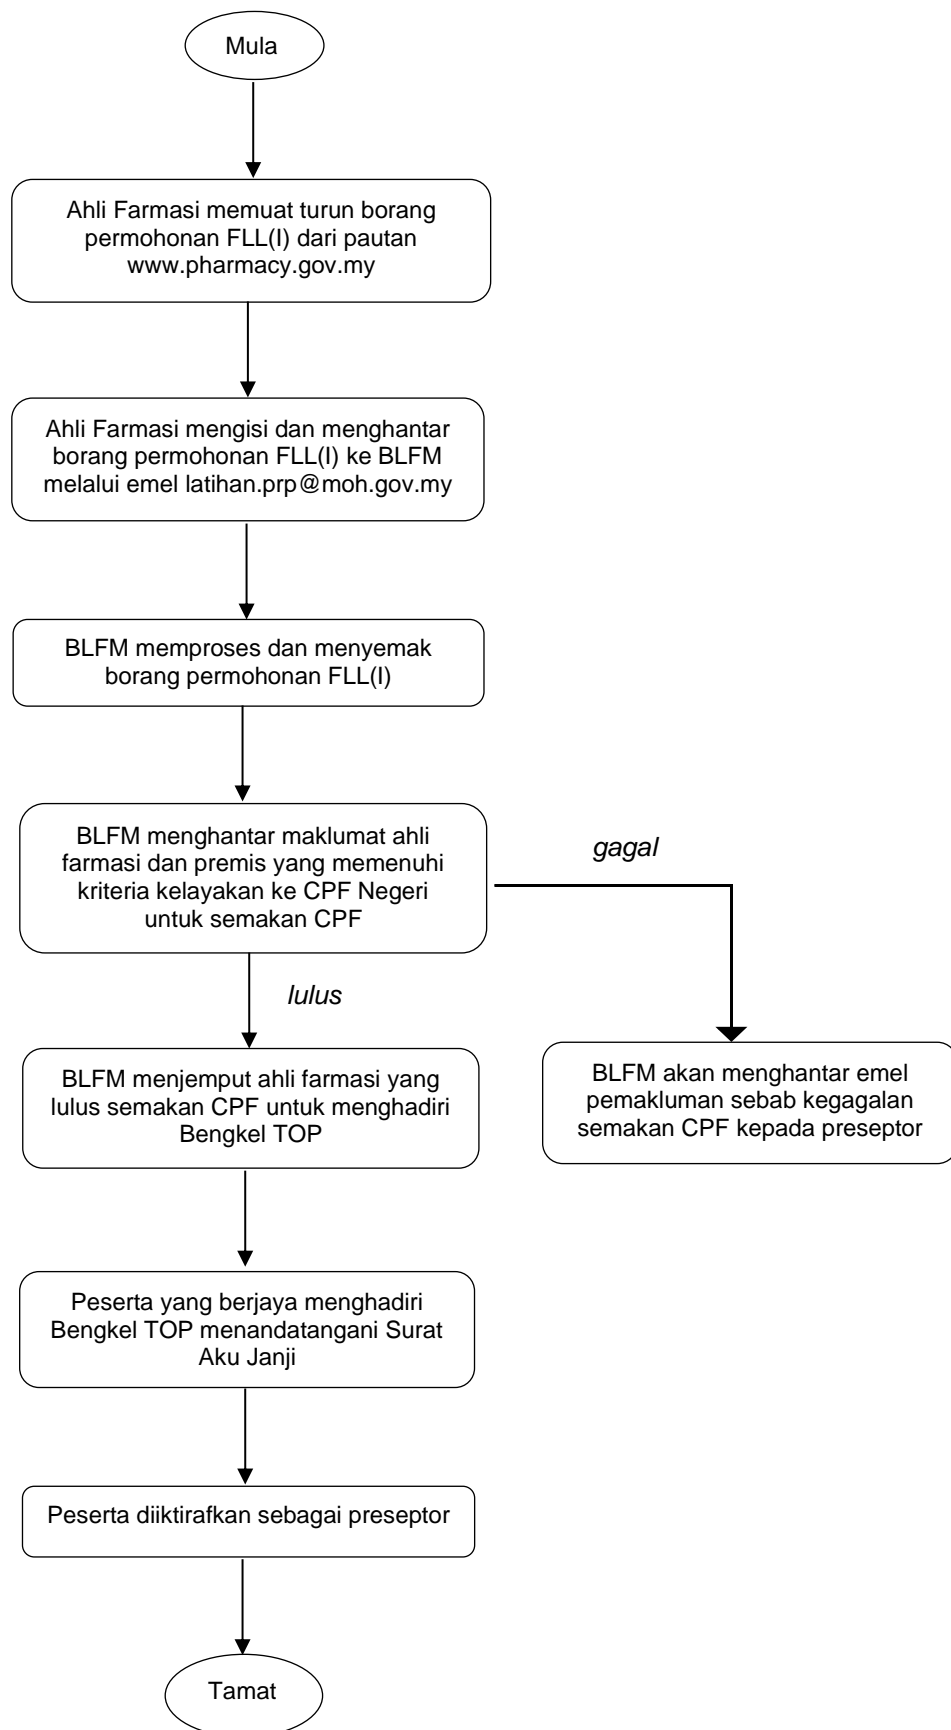 Mula
Ahli Farmasi memuat turun borang
permohonan FLL(I) dari pautan
www.pharmacy.gov.my
Ahli Farmasi mengisi dan menghantar
borang permohonan FLL(I) ke BLFM
melalui emel latihan.prp@moh.gov.my
BLFM memproses dan menyemak
borang permohonan FLL(I)
BLFM menghantar maklumat ahli
farmasi dan premis yang memenuhi
kriteria kelayakan ke CPF Negeri
untuk semakan CPF
gagal
lulus
BLFM menjemput ahli farmasi yang
lulus semakan CPF untuk menghadiri
Bengkel TOP
BLFM akan menghantar emel
pemakluman sebab kegagalan
semakan CPF kepada preseptor
Peserta yang berjaya menghadiri
Bengkel TOP menandatangani Surat
Aku Janji
Peserta diiktirafkan sebagai preseptor
Tamat